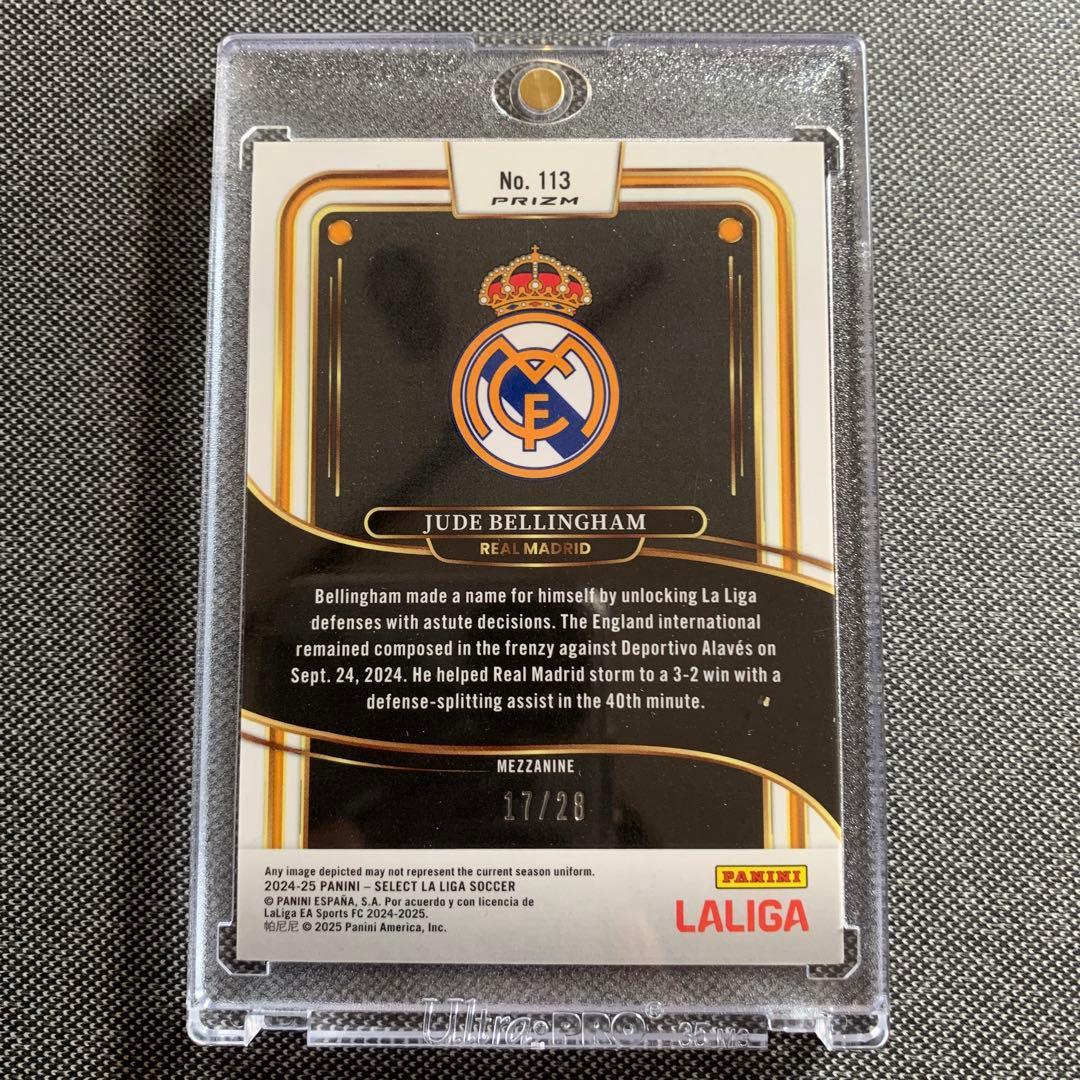 No. 113
PRIZM
JUDE BELLINGHAM
REAL MADRID
Bellingham made a name for himself by unlocking La Liga
defenses with astute decisions. The England international
remained composed in the frenzy against Deportivo Alavés on
Sept. 24, 2024. He helped Real Madrid storm to a 3-2 win with a
defense-splitting assist in the 40th minute.
MEZZANINE
17/28
Any image depicted may not represent the current season uniform.
2024-25 PANINI – SELECT LA LIGA SOCCER
© PANINI ESPAÑA, S.A. Por acuerdo y con licencia de
LaLiga EA Sports FC 2024-2025.
帕尼尼 © 2025 Panini America, Inc.
PANINI
LALIGA
Ultra PRO®